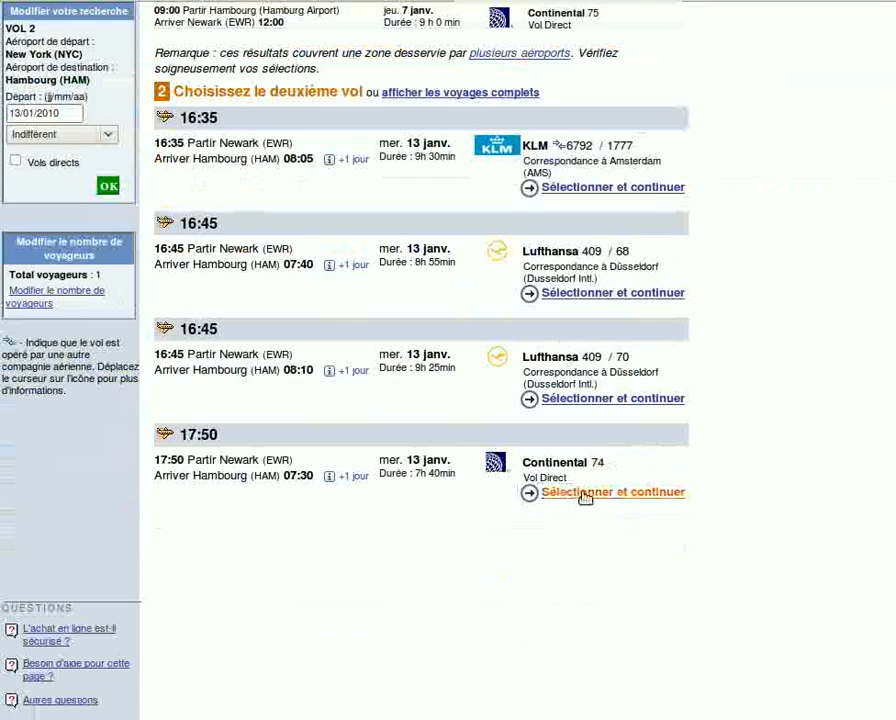 Modifier votre recherche
VOL 2
Aéroport de départ :
New York (NYC)
Aéroport de destination :
Hambourg (HAM)
Départ : (jj/mm/aa)
13/01/2010
Indifférent
Vols directs
OK
Modifier le nombre de
voyageurs
Total voyageurs : 1
Modifier le nombre de
voyageurs
- Indique que le vol est
opéré par une autre
compagnie aérienne. Déplacez
le curseur sur l'icône pour plus
d'informations.
QUESTIONS
L'achat en ligne est-il
sécurisé ?
Besoin d'aide pour cette
page ?
Autres questions
09:00 Partir Hambourg (Hamburg Airport)
Arriver Newark (EWR) 12:00
jeu. 7 janv.
Durée : 9 h 0 min
Continental 75
Vol Direct
Remarque : ces résultats couvrent une zone desservie par plusieurs aéroports. Vérifiez
soigneusement vos sélections.
2 Choisissez le deuxième vol ou afficher les voyages complets
16:35
16:35 Partir Newark (EWR)
Arriver Hambourg (HAM) 08:05 +1 jour
mer. 13 janv.
Durée : 9h 30min
KLM
KLM 6792 / 1777
Correspondance à Amsterdam
(AMS)
Sélectionner et continuer
16:45
16:45 Partir Newark (EWR)
Arriver Hambourg (HAM) 07:40 +1 jour
mer. 13 janv.
Durée : 8h 55min
Lufthansa 409 / 68
Correspondance à Düsseldorf
(Dusseldorf Intl.)
Sélectionner et continuer
16:45
16:45 Partir Newark (EWR)
Arriver Hambourg (HAM) 08:10 +1 jour
mer. 13 janv.
Durée : 9h 25min
Lufthansa 409 / 70
Correspondance à Düsseldorf
(Dusseldorf Intl.)
Sélectionner et continuer
17:50
17:50 Partir Newark (EWR)
Arriver Hambourg (HAM) 07:30 +1 jour
mer. 13 janv.
Durée : 7h 40min
Continental 74
Vol Direct
Sélectionner et continuer